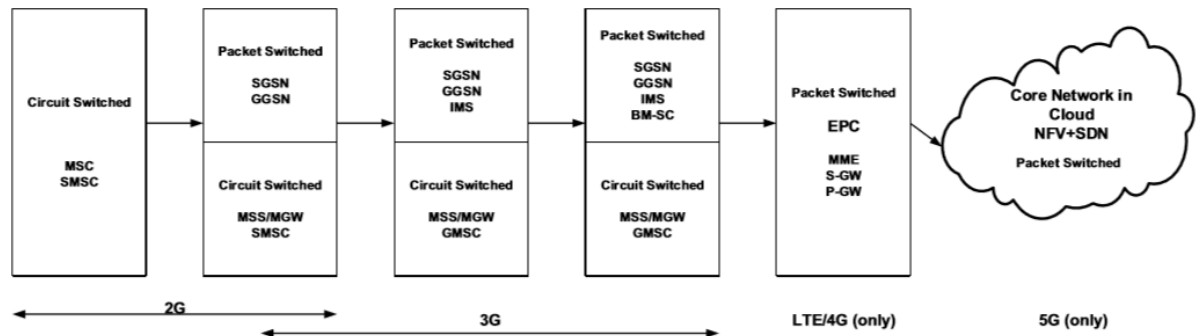 Circuit Switched
MSC
SMSC
Packet Switched
SGSN
GGSN
Circuit Switched
MSS/MGW
SMSC
Packet Switched
SGSN
GGSN
IMS
Circuit Switched
MSS/MGW
GMSC
Packet Switched
SGSN
GGSN
IMS
BM-SC
Circuit Switched
MSS/MGW
GMSC
Packet Switched
EPC
MME
S-GW
P-GW
Core Network in
Cloud
NFV+SDN
Packet Switched
2G
3G
LTE/4G (only)
5G (only)